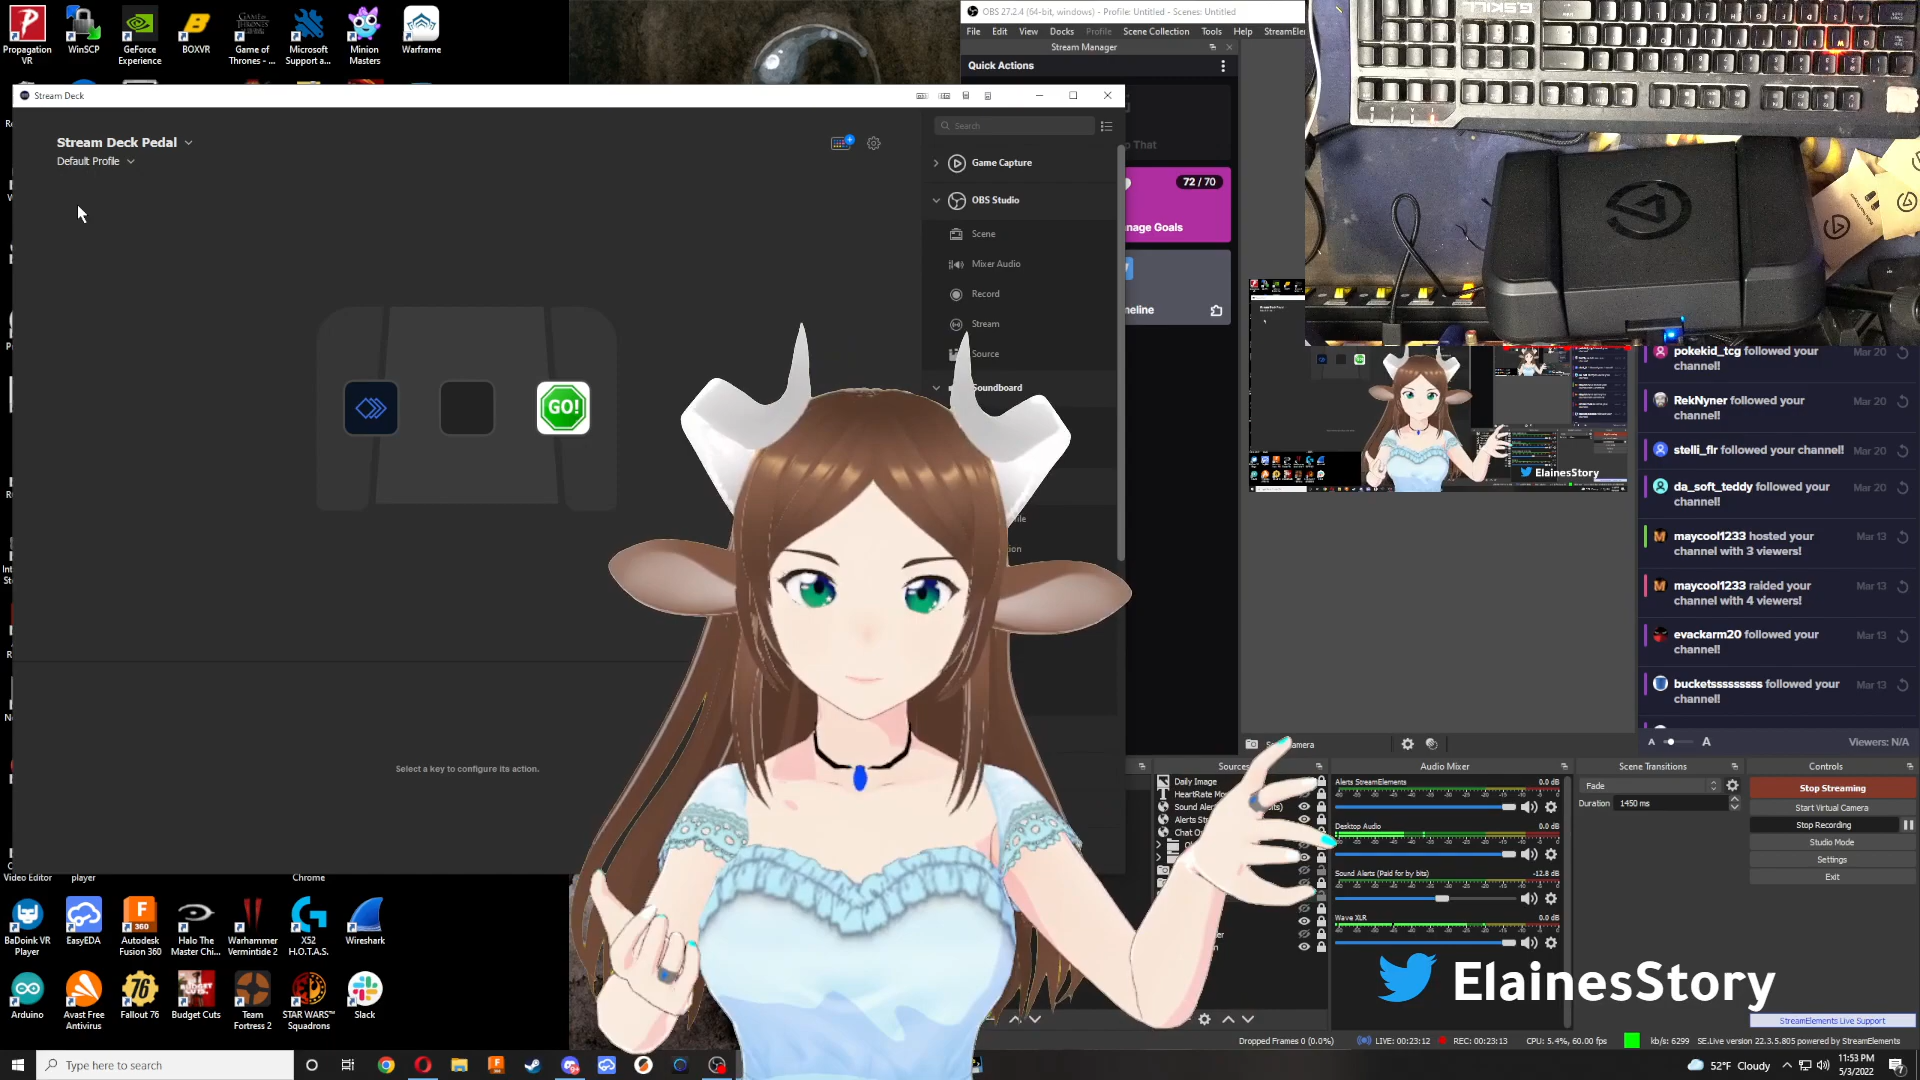 Propagation
VR
WinSCP
GeForce
Experience
BOXVR
Game of
Thrones - ...
Microsoft
Support a...
Minion
Masters
Warframe
OBS 27.2.4 (64-bit, windows) - Profile: Untitled - Scenes: Untitled
File Edit View Docks Profile Scene Collection Tools Help StreamEle
Stream Manager
Quick Actions
G.SKILL
Stream Deck
Stream Deck Pedal
Default Profile
Search
Game Capture
OBS Studio
Scene
Mixer Audio
Record
Stream
Source
Soundboard
GO!
p That
72 / 70
nage Goals
meline
Select a key to configure its action.
pokekid_tcg followed your
channel!
Mar 20
RekNyner followed your
channel!
Mar 20
stelli_flr followed your channel!
Mar 20
da_soft_teddy followed your
channel!
Mar 20
maycool1233 hosted your
channel with 3 viewers!
Mar 13
maycool1233 raided your
channel with 4 viewers!
Mar 13
evackarm20 followed your
channel!
Mar 13
bucketsssssssss followed your
channel!
Mar 13
A A Viewers: N/A
ElainesStory
Sources
Daily Image
HeartRate Mo
Sound Aler
Alerts St
Chat O
Audio Mixer
Alerts StreamElements 0.0 dB
Desktop Audio 0.0 dB
Sound Alerts (Paid for by bits) -12.8 dB
Wave XLR 0.0 dB
Scene Transitions
Fade
Duration 1450 ms
Controls
Stop Streaming
Start Virtual Camera
Stop Recording
Studio Mode
Settings
Exit
Video Editor
player
Chrome
BaDoink VR
Player
EasyEDA
Autodesk
Fusion 360
Halo The
Master Chi...
Warhammer
Vermintide 2
X52
H.O.T.A.S.
Wireshark
Arduino
Avast Free
Antivirus
Fallout 76
Budget Cuts
Team
Fortress 2
STAR WARS™
Squadrons
Slack
ElainesStory
StreamElements Live Support
Dropped Frames 0 (0.0%) LIVE: 00:23:12 REC: 00:23:13 CPU: 5.4%, 60.00 fps kb/s: 6299 SE.Live version 22.3.5.805 powered by StreamElements
Type here to search
52°F Cloudy
11:53 PM
5/3/2022